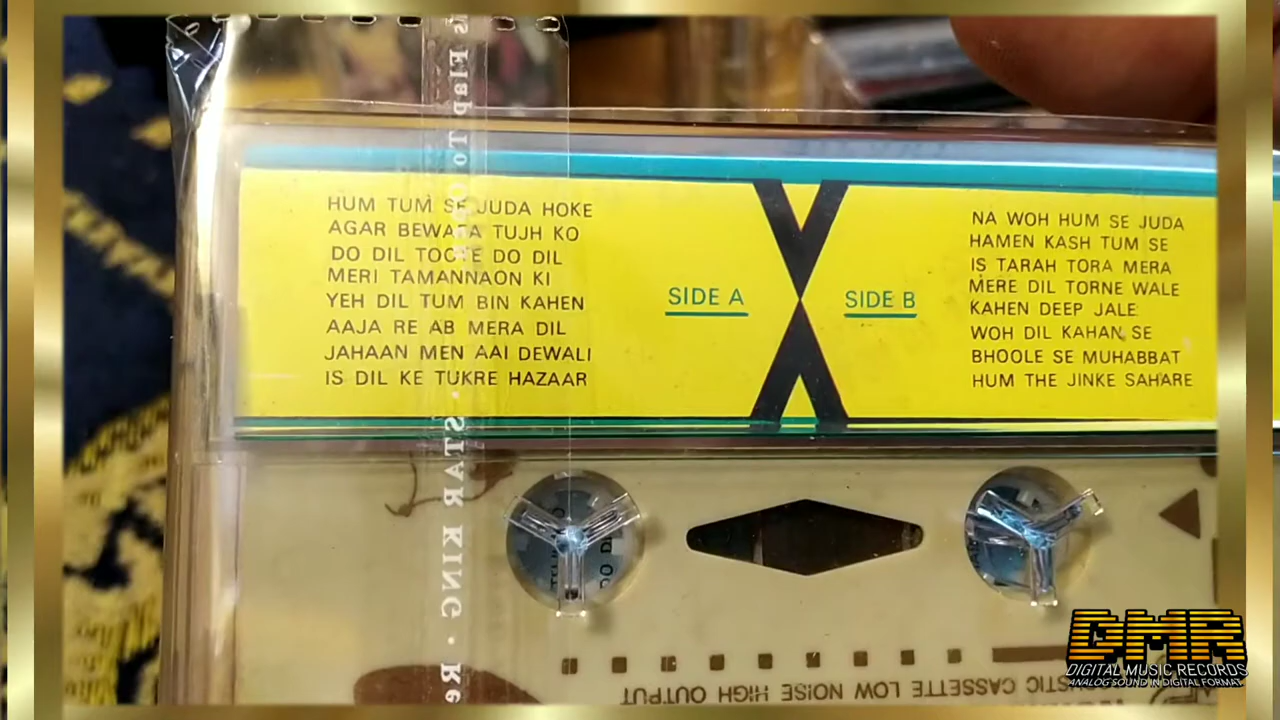 HUM TUM SE JUDA HOKE
AGAR BEWAFA TUJH KO
DO DIL TOOTE DO DIL
MERI TAMANNAON KI
YEH DIL TUM BIN KAHEN
AAJA RE AB MERA DIL
JAHAAN MEN AAI DEWALI
IS DIL KE TUKRE HAZAAR
SIDE A
SIDE B
NA WOH HUM SE JUDA
HAMEN KASH TUM SE
IS TARAH TORA MERA
MERE DIL TORNE WALE
KAHEN DEEP JALE
WOH DIL KAHAN SE
BHOOLE SE MUHABBAT
HUM THE JINKE SAHARE
s Flap To
· STAR KING · Re
CASSETTE LOW NOISE HIGH OUTPUT
DMR
DIGITAL MUSIC RECORDS
ANALOG SOUND IN DIGITAL FORMAT